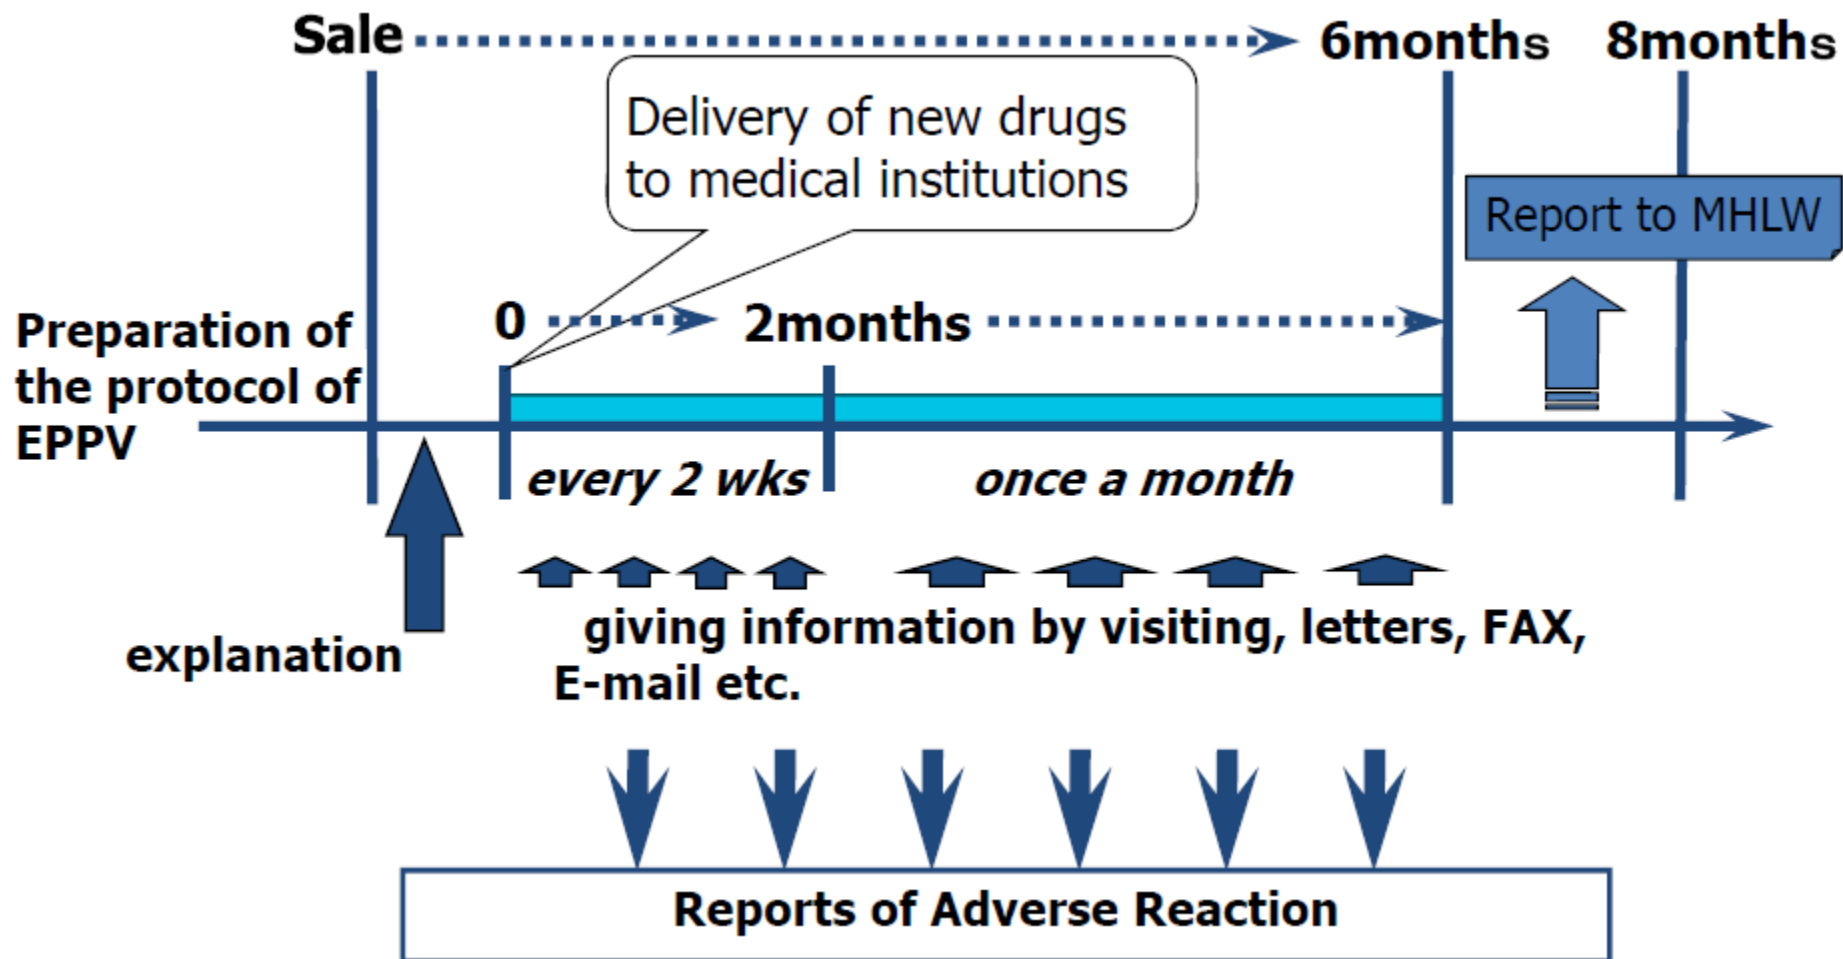 Sale
6months
8months
Delivery of new drugs
to medical institutions
Report to MHLW
0
2months
Preparation of
the protocol of
EPPV
every 2 wks
once a month
explanation
giving information by visiting, letters, FAX,
E-mail etc.
Reports of Adverse Reaction